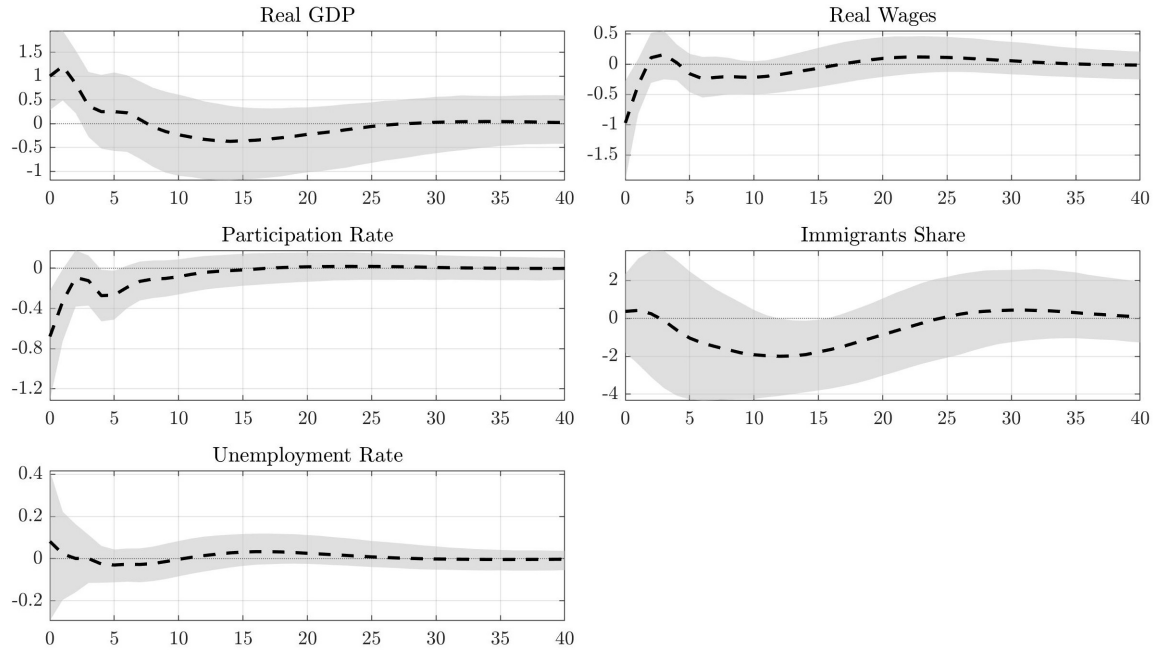 Real GDP
1.5
1
0.5
0
-0.5
-1
0 5 10 15 20 25 30 35 40
Real Wages
0.5
0
-0.5
-1
-1.5
0 5 10 15 20 25 30 35 40
Participation Rate
0
-0.4
-0.8
-1.2
0 5 10 15 20 25 30 35 40
Immigrants Share
2
0
-2
-4
0 5 10 15 20 25 30 35 40
Unemployment Rate
0.4
0.2
0
-0.2
0 5 10 15 20 25 30 35 40